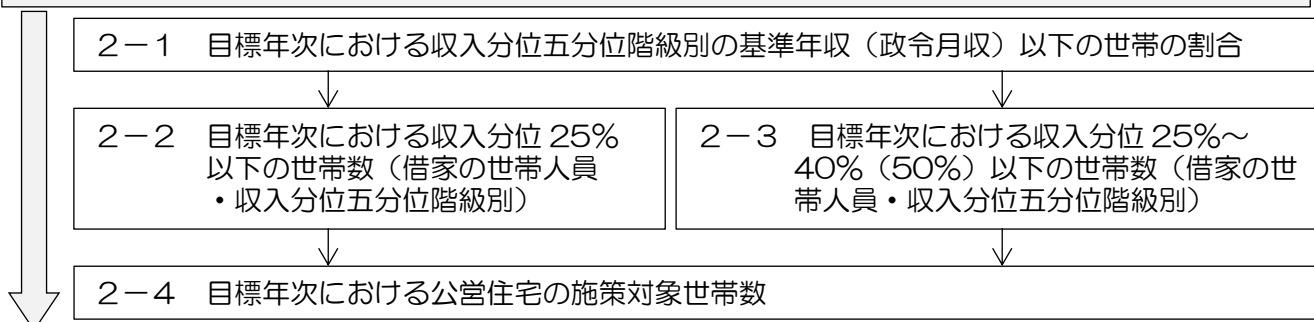 2-1 目標年次における収入分位五分位階級別の基準年収(政令月収)以下の世帯の割合
2-2 目標年次における収入分位 25%
以下の世帯数(借家の世帯人員
・収入分位五分位階級別)
2-3 目標年次における収入分位 25%~
40%(50%)以下の世帯数(借家の世
帯人員・収入分位五分位階級別)
2-4 目標年次における公営住宅の施策対象世帯数